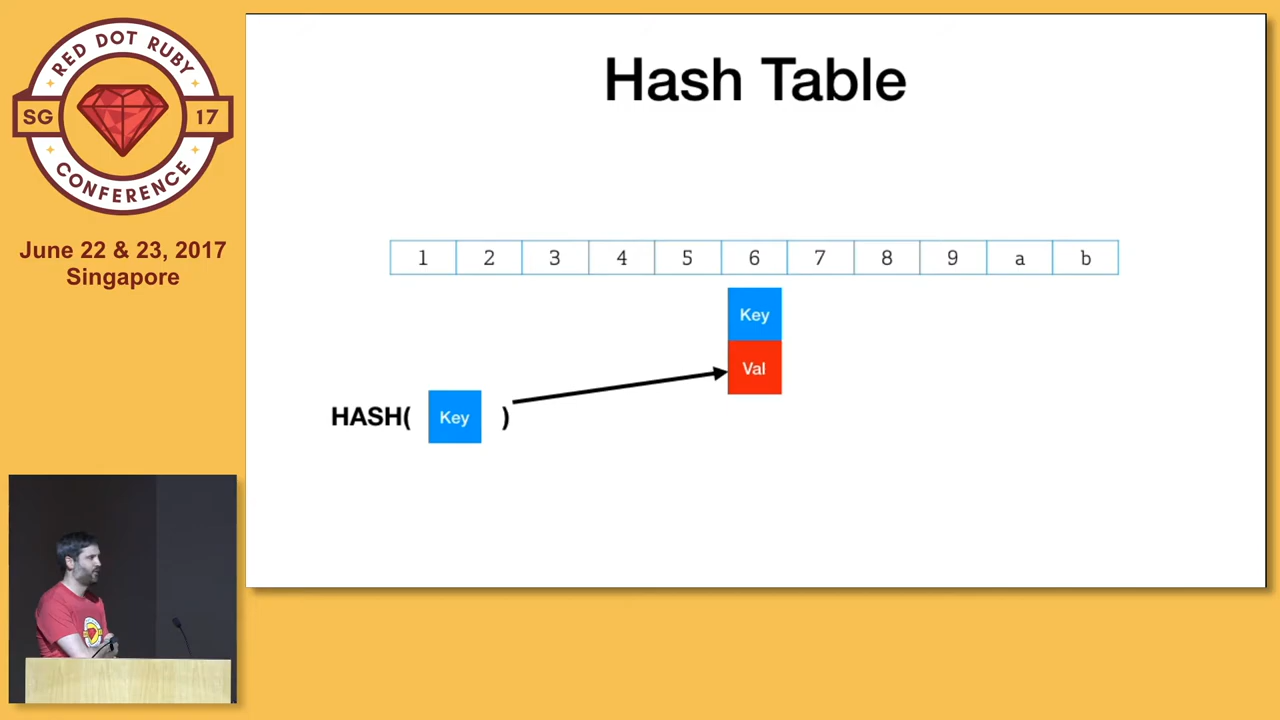 RED DOT RUBY
SG 17
CONFERENCE
June 22 & 23, 2017
Singapore
Hash Table
1 2 3 4 5 6 7 8 9 a b
Key
Val
HASH( Key )